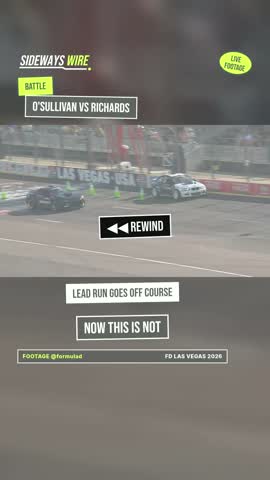 SIDEWAYS WIRE.
LIVE
FOOTAGE
BATTLE
O'SULLIVAN VS RICHARDS
LAS VEGAS USA
REWIND
LEAD RUN GOES OFF COURSE
NOW THIS IS NOT
FOOTAGE @formulad
FD LAS VEGAS 2026